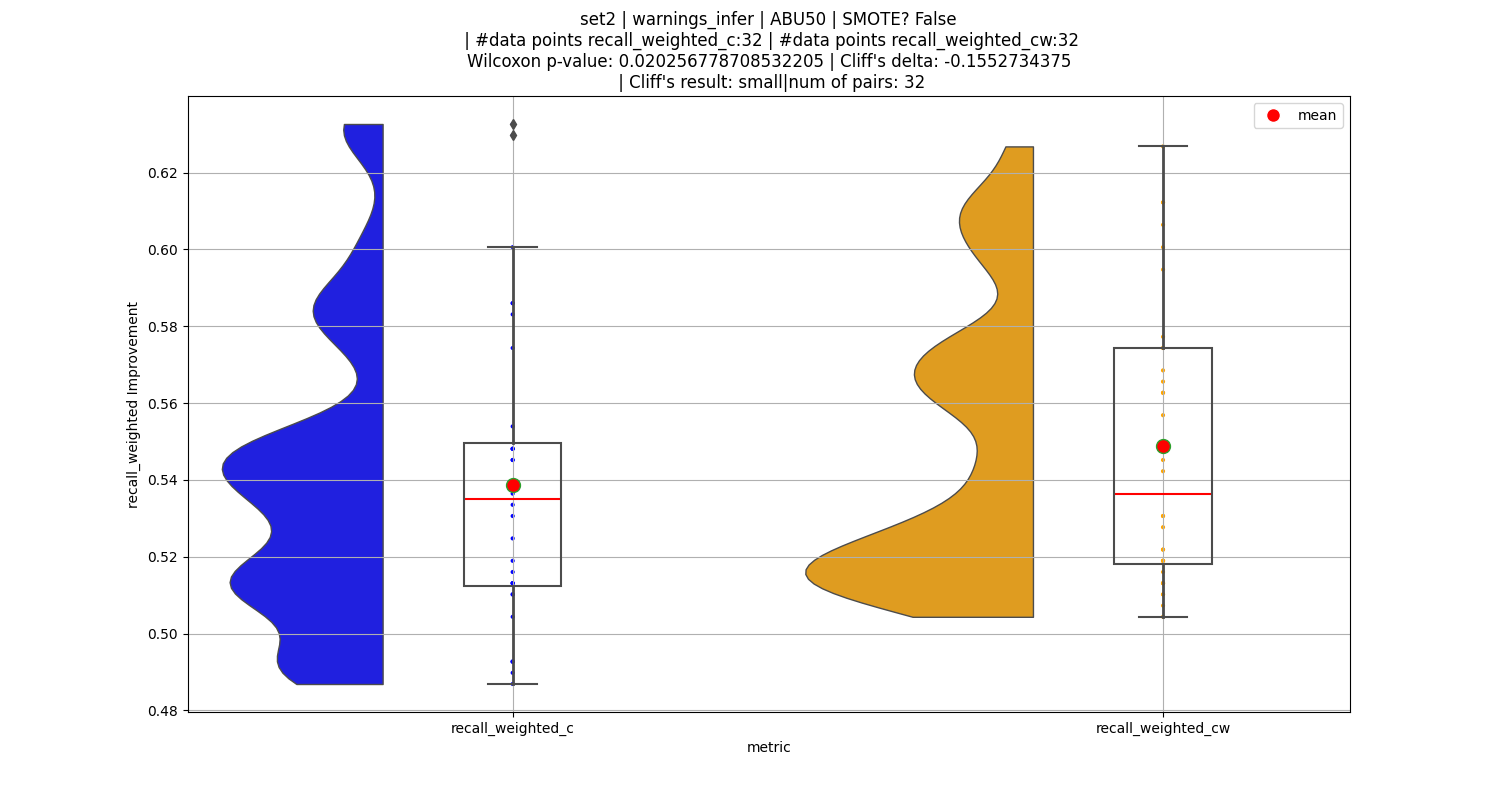 set2 | warnings_infer | ABU50 | SMOTE? False
| #data points recall_weighted_c:32 | #data points recall_weighted_cw:32
Wilcoxon p-value: 0.020256778708532205 | Cliff's delta: -0.1552734375
| Cliff's result: small|num of pairs: 32
mean
0.62
0.60
0.58
0.56
0.54
0.52
0.50
0.48
recall_weighted Improvement
recall_weighted_c
recall_weighted_cw
metric